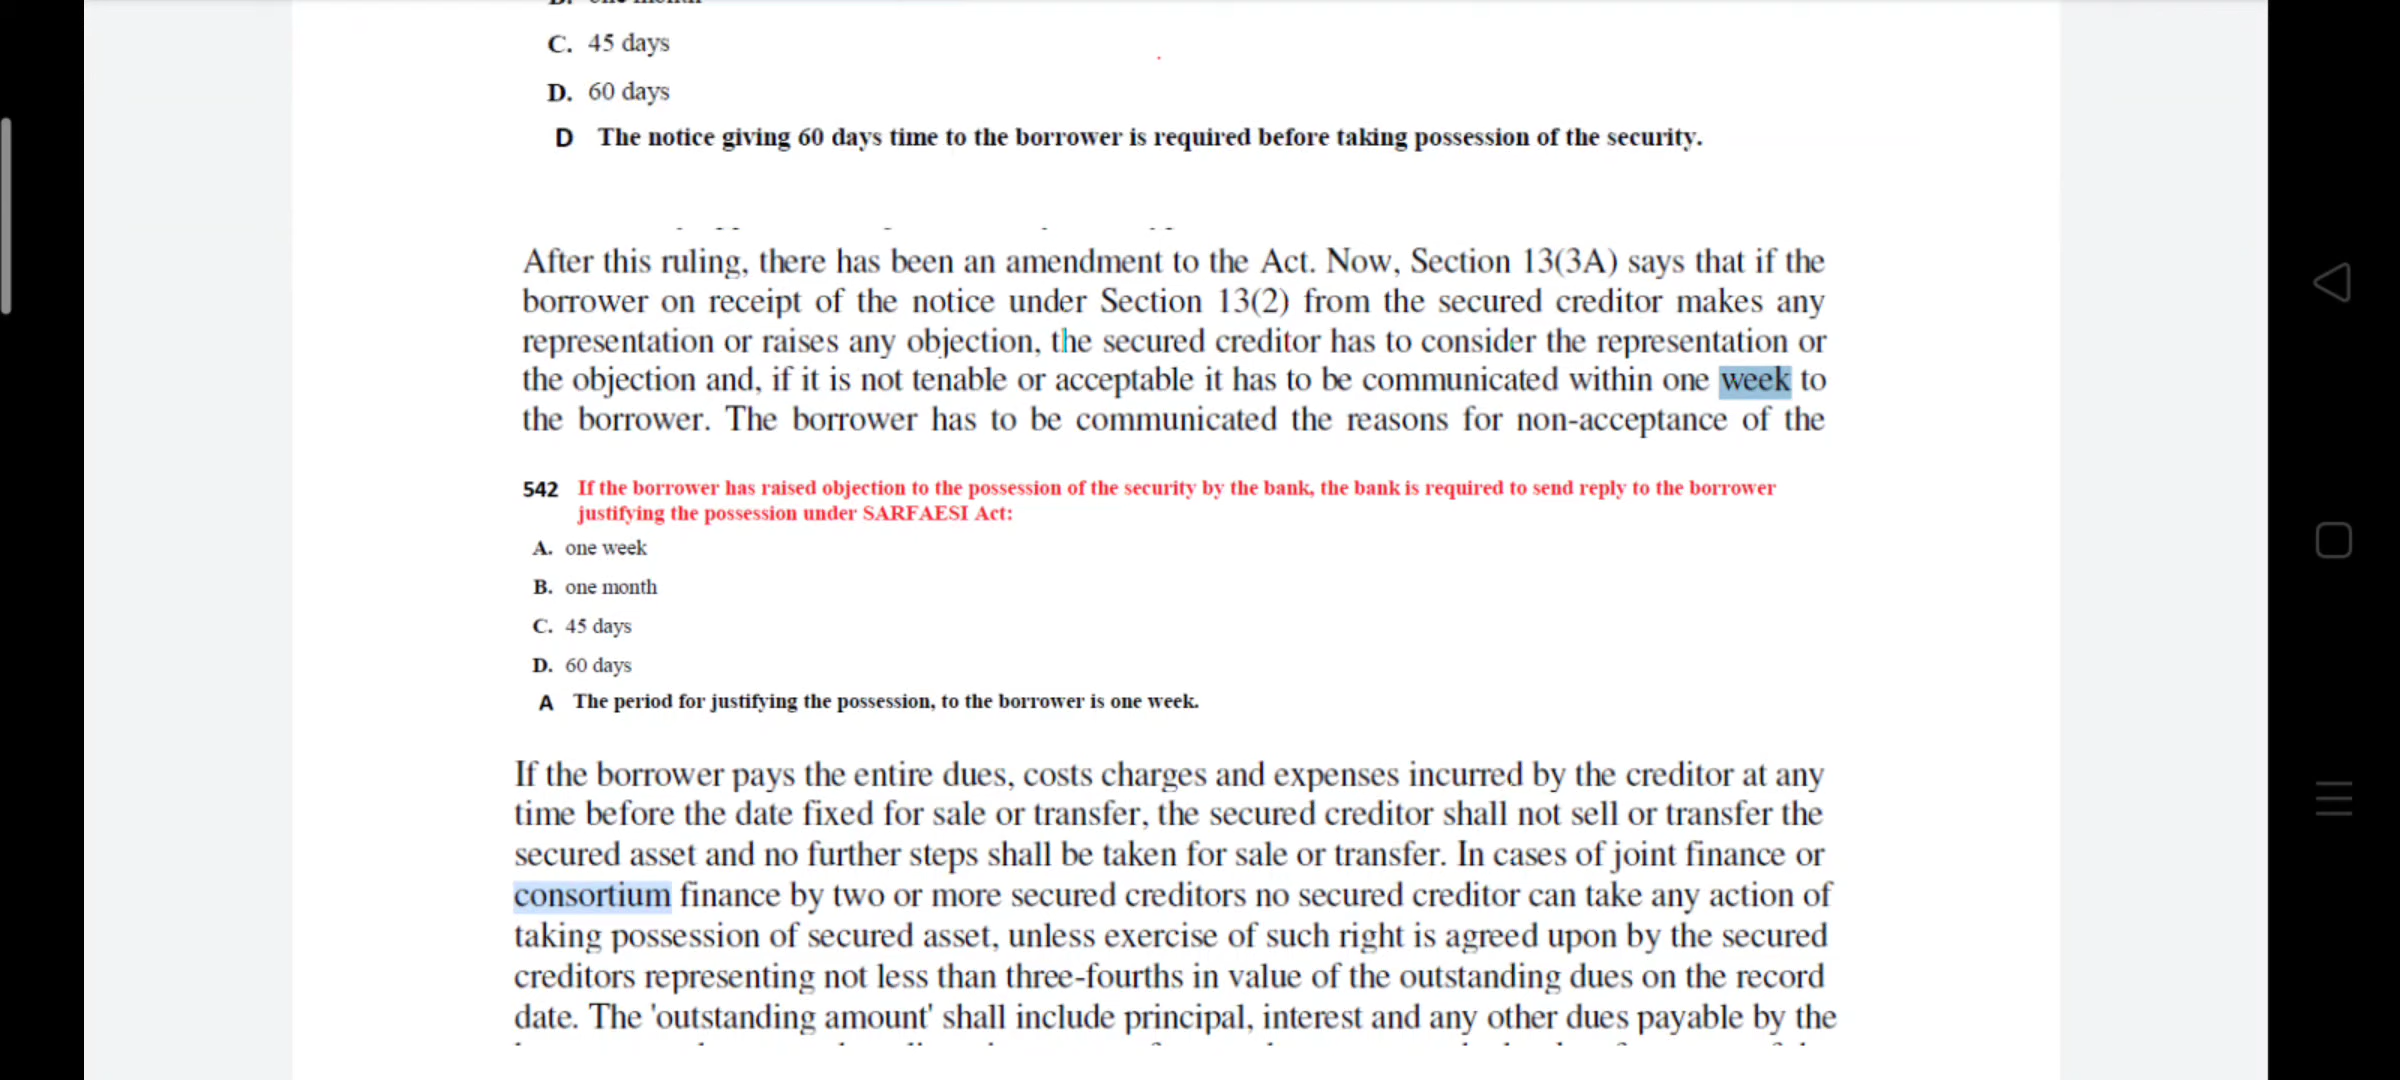 C. 45 days
D. 60 days
D The notice giving 60 days time to the borrower is required before taking possession of the security.
After this ruling, there has been an amendment to the Act. Now, Section 13(3A) says that if the
borrower on receipt of the notice under Section 13(2) from the secured creditor makes any
representation or raises any objection, the secured creditor has to consider the representation or
the objection and, if it is not tenable or acceptable it has to be communicated within one week to
the borrower. The borrower has to be communicated the reasons for non-acceptance of the
542 If the borrower has raised objection to the possession of the security by the bank, the bank is required to send reply to the borrower
justifying the possession under SARFAESI Act:
A. one week
B. one month
C. 45 days
D. 60 days
A The period for justifying the possession, to the borrower is one week.
If the borrower pays the entire dues, costs charges and expenses incurred by the creditor at any
time before the date fixed for sale or transfer, the secured creditor shall not sell or transfer the
secured asset and no further steps shall be taken for sale or transfer. In cases of joint finance or
consortium finance by two or more secured creditors no secured creditor can take any action of
taking possession of secured asset, unless exercise of such right is agreed upon by the secured
creditors representing not less than three-fourths in value of the outstanding dues on the record
date. The 'outstanding amount' shall include principal, interest and any other dues payable by the